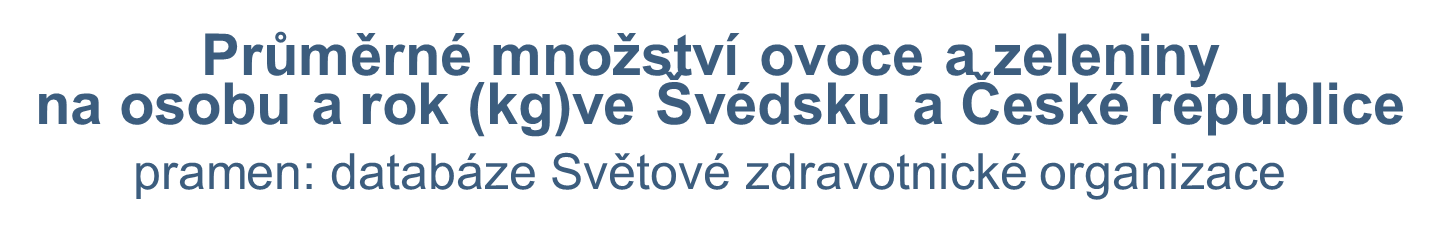 Průměrné množství ovoce a zeleniny
na osobu a rok (kg)ve Švédsku a České republice
pramen: databáze Světové zdravotnické organizace